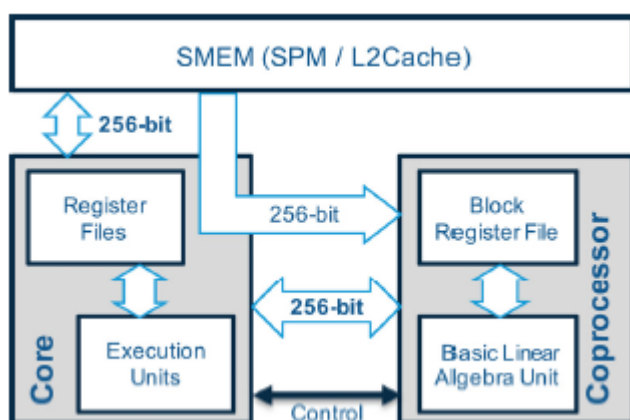 SMEM (SPM / L2Cache)
256-bit
256-bit
Register
Files
Block
Register File
256-bit
Execution
Units
Basic Linear
Algebra Unit
Core
Coprocessor
Control